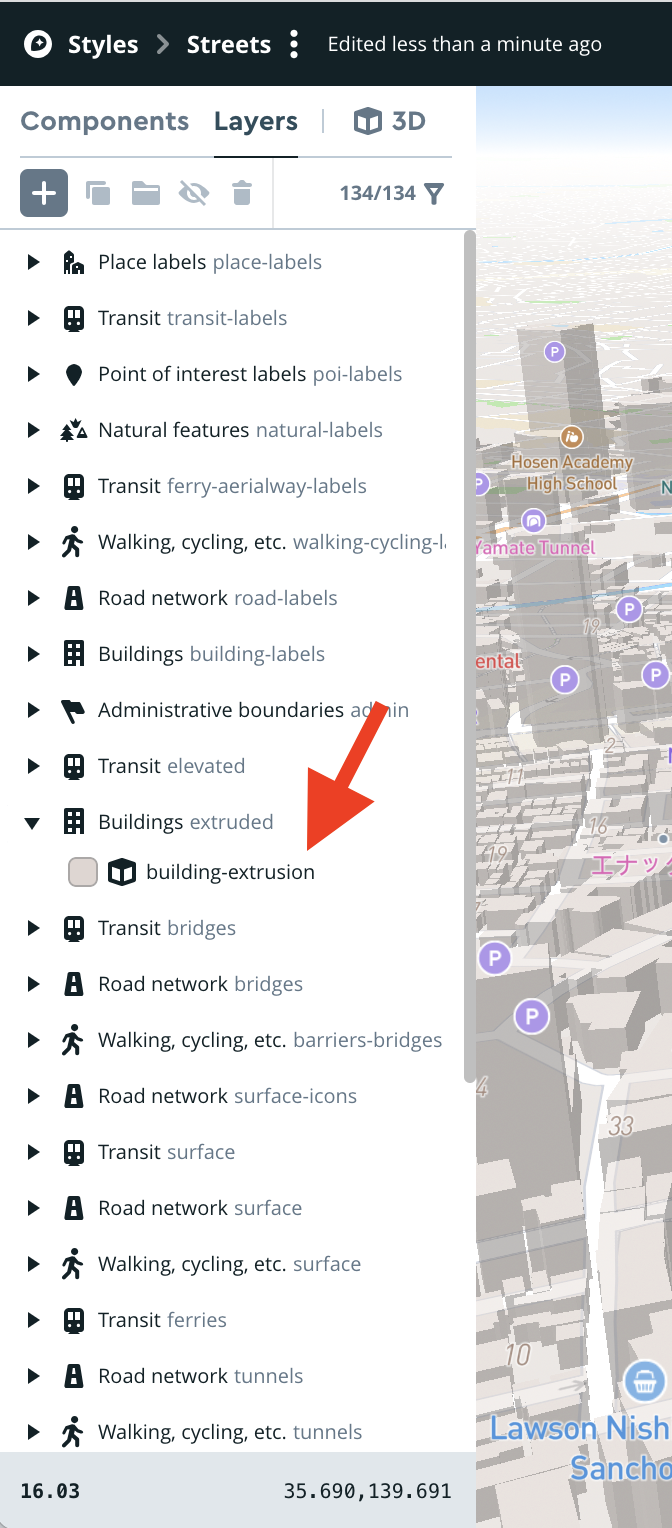 Styles > Streets Edited less than a minute ago
Components Layers | 3D
134/134
Place labels place-labels
Transit transit-labels
Point of interest labels poi-labels
Natural features natural-labels
Transit ferry-aerialway-labels
Walking, cycling, etc. walking-cycling-la
Road network road-labels
Buildings building-labels
Administrative boundaries admin
Transit elevated
Buildings extruded
building-extrusion
Transit bridges
Road network bridges
Walking, cycling, etc. barriers-bridges
Road network surface-icons
Transit surface
Road network surface
Walking, cycling, etc. surface
Transit ferries
Road network tunnels
Walking, cycling, etc. tunnels
16.03 35.690,139.691
P
Hosen Academy
High School
P
N
Yamate Tunnel
P
19
ental
P
P
2
11
16
19
エナック
P
P
4
33
10
Lawson Nish
Sancho